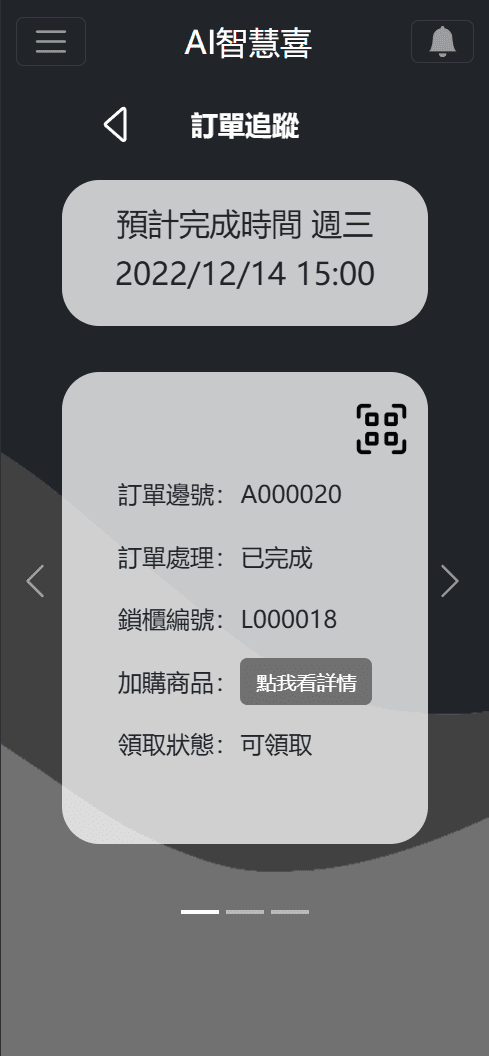 AI智慧喜
訂單追蹤
預計完成時間 週三
2022/12/14 15:00
訂單邊號： A000020
訂單處理： 已完成
鎖櫃編號： L000018
加購商品： 點我看詳情
領取狀態： 可領取